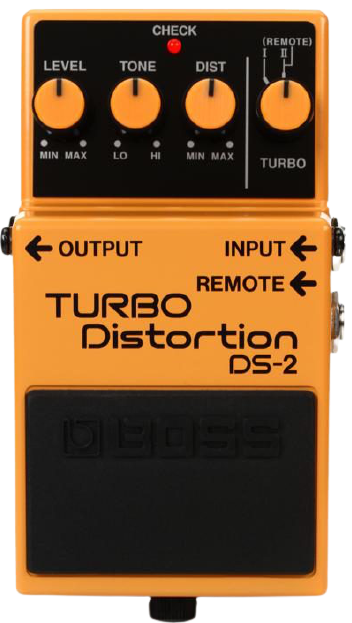 CHECK
(REMOTE)
I II
LEVEL TONE DIST
MIN MAX LO HI MIN MAX TURBO
OUTPUT INPUT
REMOTE
TURBO
Distortion
DS-2
BOSS